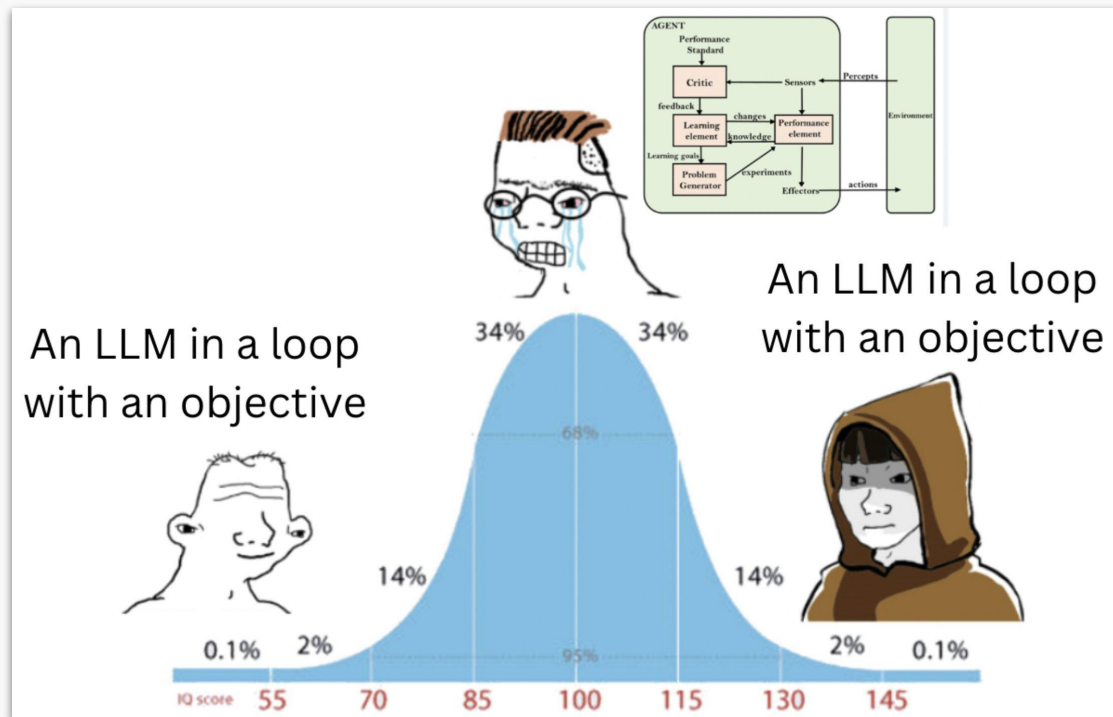 AGENT
Performance
Standard
Critic
Sensors
Percepts
feedback
changes
Learning
element
Performance
element
knowledge
Environment
Learning goals
Problem
Generator
experiments
Effectors
actions
An LLM in a loop
with an objective
An LLM in a loop
with an objective
34%
34%
68%
14%
14%
0.1%
2%
95%
2%
0.1%
IQ score
55
70
85
100
115
130
145